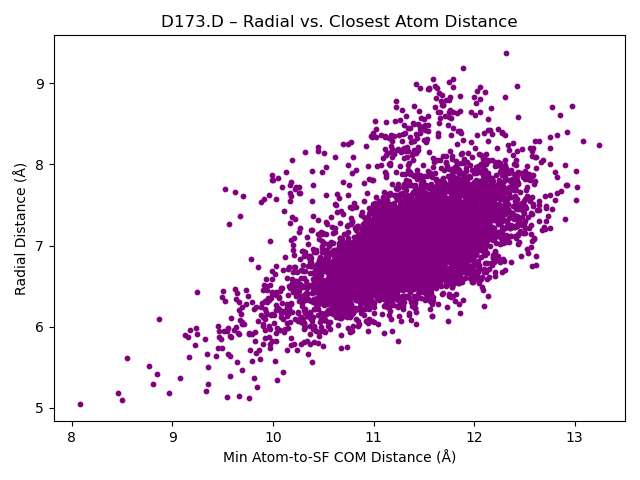 D173.D – Radial vs. Closest Atom Distance
Radial Distance (Å)
9
8
7
6
5
8 9 10 11 12 13
Min Atom-to-SF COM Distance (Å)